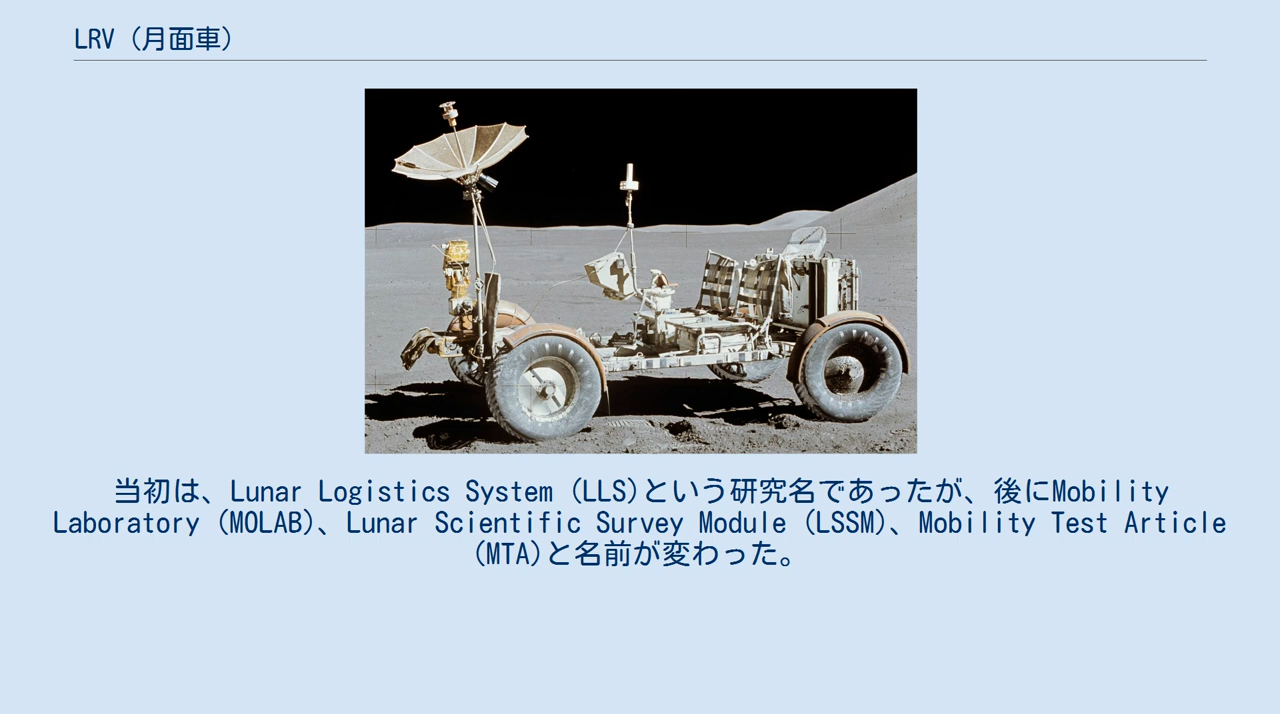 LRV（月面車）
当初は、Lunar Logistics System (LLS)という研究名であったが、後にMobility
Laboratory (MOLAB)、Lunar Scientific Survey Module (LSSM)、Mobility Test Article
(MTA)と名前が変わった。